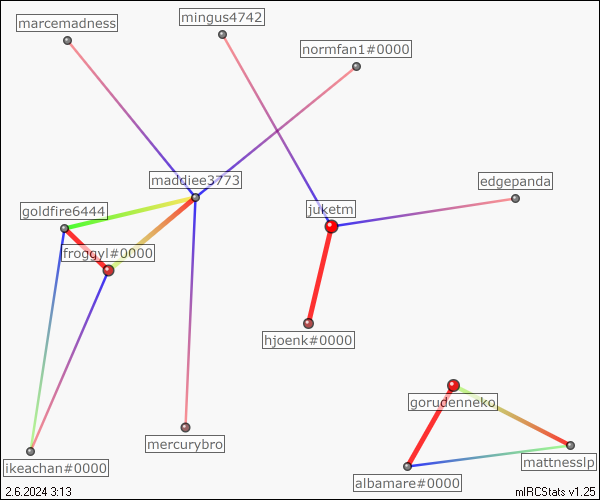 marcemadness
mingus4742
normfan1#0000
maddiee3773
edgepanda
goldfire6444
juketm
froggyl#0000
hjoenk#0000
gorudenneko
mercurybro
ikeachan#0000
mattnesslp
albamare#0000
2.6.2024 3:13
mIRCStats v1.25